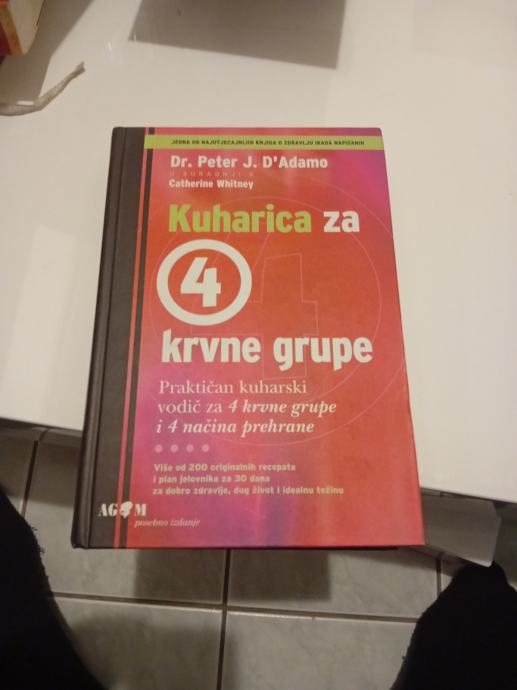 JEDNA OD NAJUTJECAJNIJIH KNJIGA O ZDRAVLJU IKADA NAPISANIH
Dr. Peter J. D'Adamo
U SURADNJI S
Catherine Whitney
Kuharica za
4
krvne grupe
Praktičan kuharski
vodič za 4 krvne grupe
i 4 načina prehrane
Više od 200 originalnih recepata
i plan jelovnika za 30 dana
za dobro zdravlje, dug život i idealnu težinu
AGM
posebno izdanje